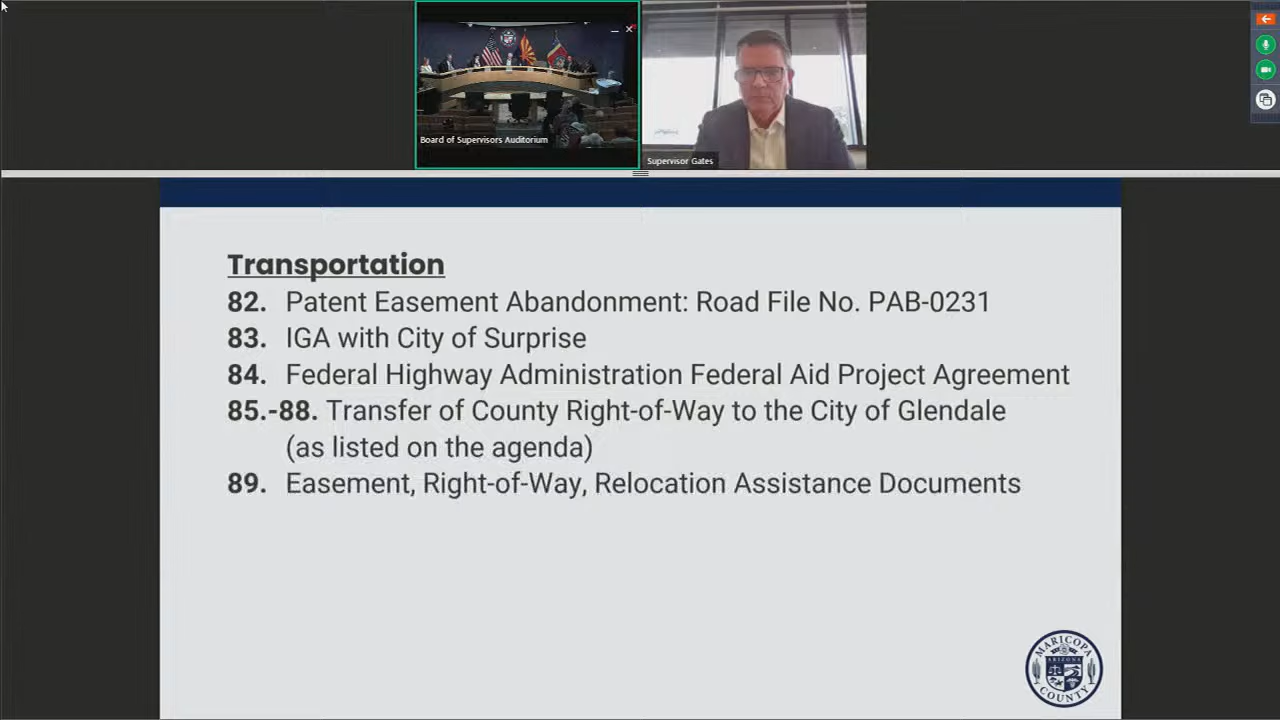 Board of Supervisors Auditorium
Supervisor Gates
Transportation
82. Patent Easement Abandonment: Road File No. PAB-0231
83. IGA with City of Surprise
84. Federal Highway Administration Federal Aid Project Agreement
85.-88. Transfer of County Right-of-Way to the City of Glendale
(as listed on the agenda)
89. Easement, Right-of-Way, Relocation Assistance Documents
MARICOPA
ARIZONA
COUNTY